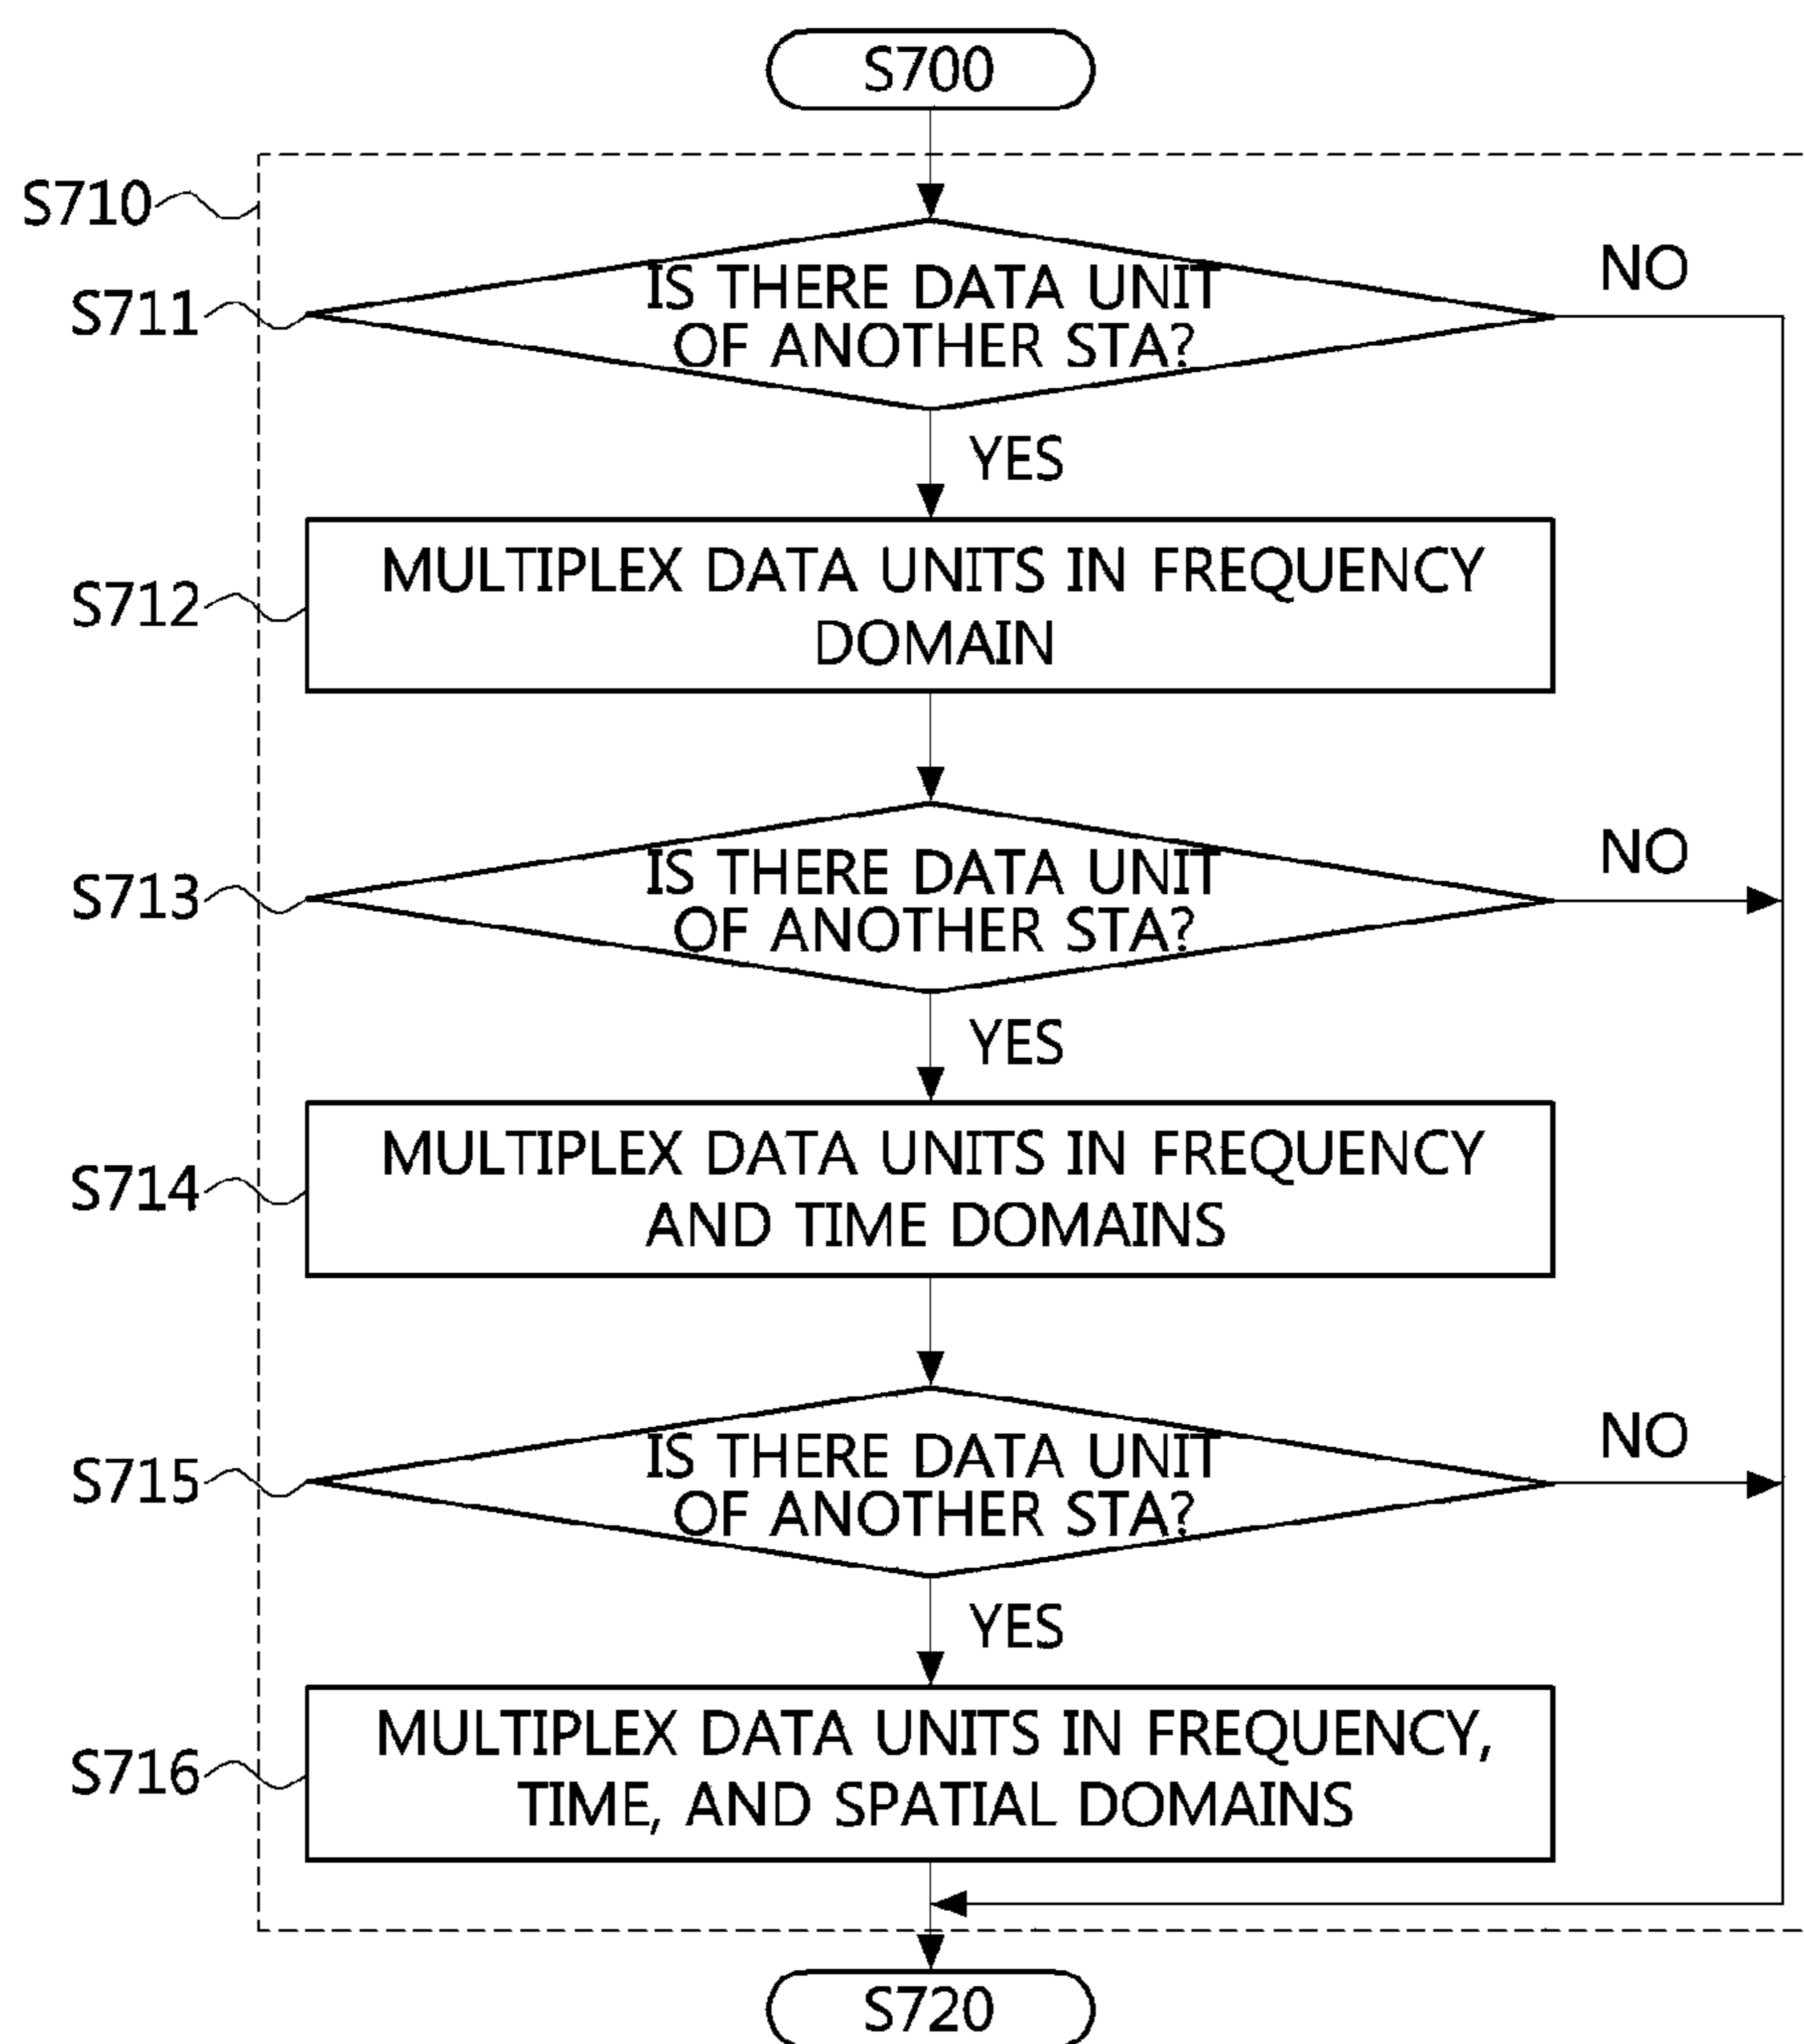 S700
S710
S711
IS THERE DATA UNIT
OF ANOTHER STA?
NO
YES
S712
MULTIPLEX DATA UNITS IN FREQUENCY
DOMAIN
S713
IS THERE DATA UNIT
OF ANOTHER STA?
NO
YES
S714
MULTIPLEX DATA UNITS IN FREQUENCY
AND TIME DOMAINS
S715
IS THERE DATA UNIT
OF ANOTHER STA?
NO
YES
S716
MULTIPLEX DATA UNITS IN FREQUENCY,
TIME, AND SPATIAL DOMAINS
S720